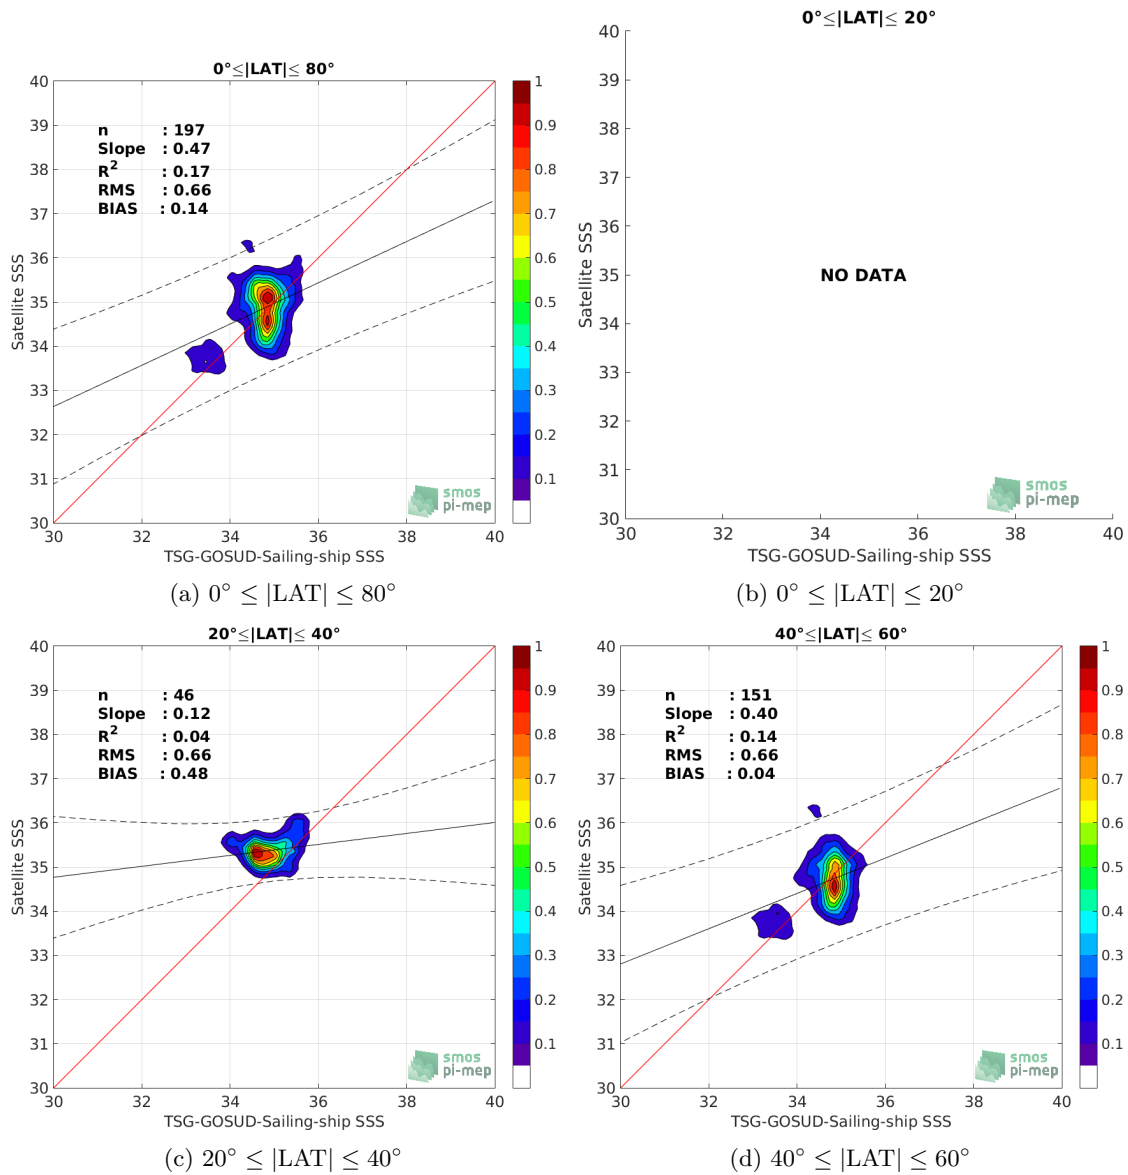 0°≤|LAT|≤ 80°
40
39
38
37
36
35
34
33
32
31
30
Satellite SSS
n : 197
Slope : 0.47
R² : 0.17
RMS : 0.66
BIAS : 0.14
smos
pi-mep
30 32 34 36 38 40
TSG-GOSUD-Sailing-ship SSS
1
0.9
0.8
0.7
0.6
0.5
0.4
0.3
0.2
0.1
(a) 0° ≤ |LAT| ≤ 80°
0°≤|LAT|≤ 20°
40
39
38
37
36
35
34
33
32
31
30
Satellite SSS
NO DATA
smos
pi-mep
30 32 34 36 38 40
TSG-GOSUD-Sailing-ship SSS
(b) 0° ≤ |LAT| ≤ 20°
20°≤|LAT|≤ 40°
40
39
38
37
36
35
34
33
32
31
30
Satellite SSS
n : 46
Slope : 0.12
R² : 0.04
RMS : 0.66
BIAS : 0.48
smos
pi-mep
30 32 34 36 38 40
TSG-GOSUD-Sailing-ship SSS
1
0.9
0.8
0.7
0.6
0.5
0.4
0.3
0.2
0.1
(c) 20° ≤ |LAT| ≤ 40°
40°≤|LAT|≤ 60°
40
39
38
37
36
35
34
33
32
31
30
Satellite SSS
n : 151
Slope : 0.40
R² : 0.14
RMS : 0.66
BIAS : 0.04
smos
pi-mep
30 32 34 36 38 40
TSG-GOSUD-Sailing-ship SSS
1
0.9
0.8
0.7
0.6
0.5
0.4
0.3
0.2
0.1
(d) 40° ≤ |LAT| ≤ 60°